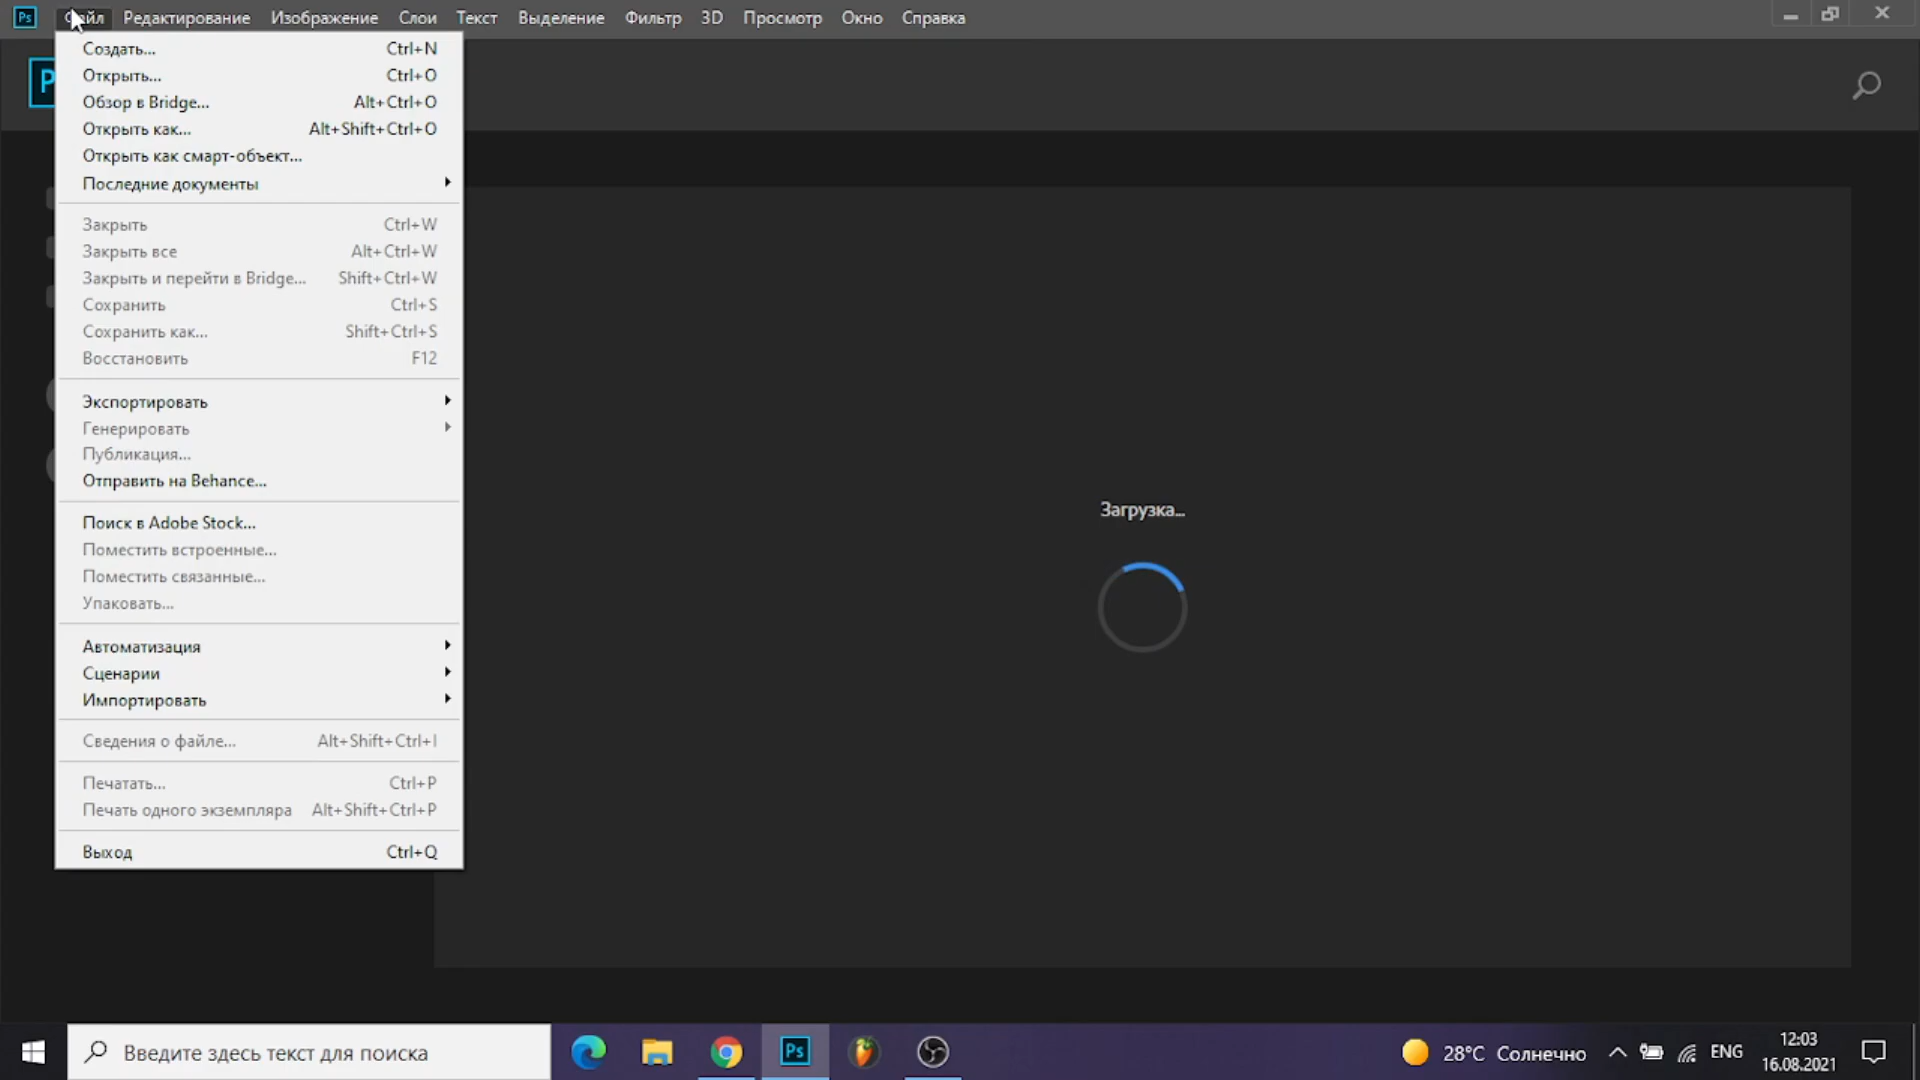 Ps Файл Редактирование Изображение Слои Текст Выделение Фильтр 3D Просмотр Окно Справка
Создать... Ctrl+N
Открыть... Ctrl+O
Обзор в Bridge... Alt+Ctrl+O
Открыть как... Alt+Shift+Ctrl+O
Открыть как смарт-объект...
Последние документы
Закрыть Ctrl+W
Закрыть все Alt+Ctrl+W
Закрыть и перейти в Bridge... Shift+Ctrl+W
Сохранить Ctrl+S
Сохранить как... Shift+Ctrl+S
Восстановить F12
Экспортировать
Генерировать
Публикация...
Отправить на Behance...
Поиск в Adobe Stock...
Поместить встроенные...
Поместить связанные...
Упаковать...
Автоматизация
Сценарии
Импортировать
Сведения о файле... Alt+Shift+Ctrl+I
Печатать... Ctrl+P
Печать одного экземпляра Alt+Shift+Ctrl+P
Выход Ctrl+Q
Загрузка...
Введите здесь текст для поиска
Ps
28°C Солнечно
ENG
12:03
16.08.2021